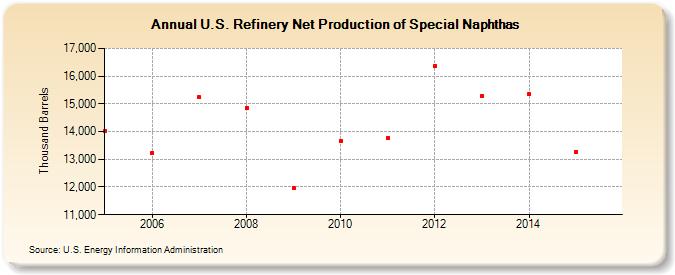 Annual U.S. Refinery Net Production of Special Naphthas
Thousand Barrels
17,000
16,000
15,000
14,000
13,000
12,000
11,000
2006 2008 2010 2012 2014
Source: U.S. Energy Information Administration